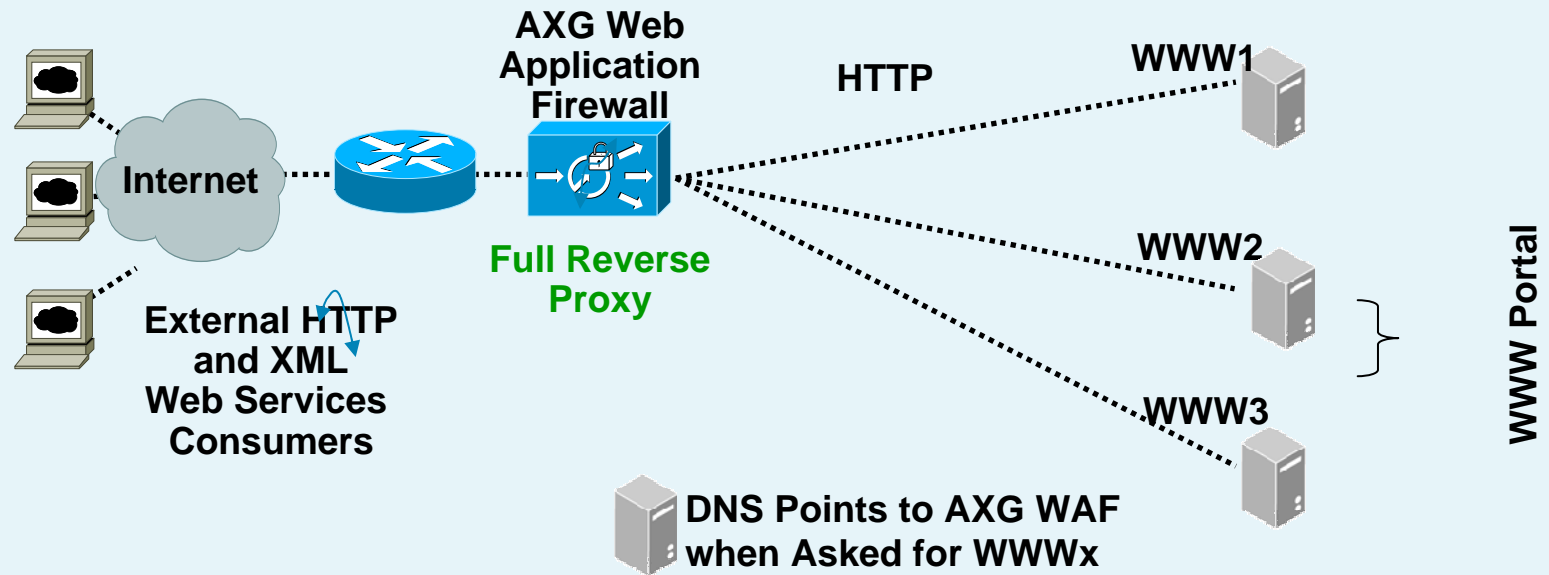 AXG Web
Application
Firewall
HTTP
WWW1
Internet
Full Reverse
Proxy
WWW2
External HTTP
and XML
Web Services
Consumers
WWW Portal
WWW3
DNS Points to AXG WAF
when Asked for WWWx